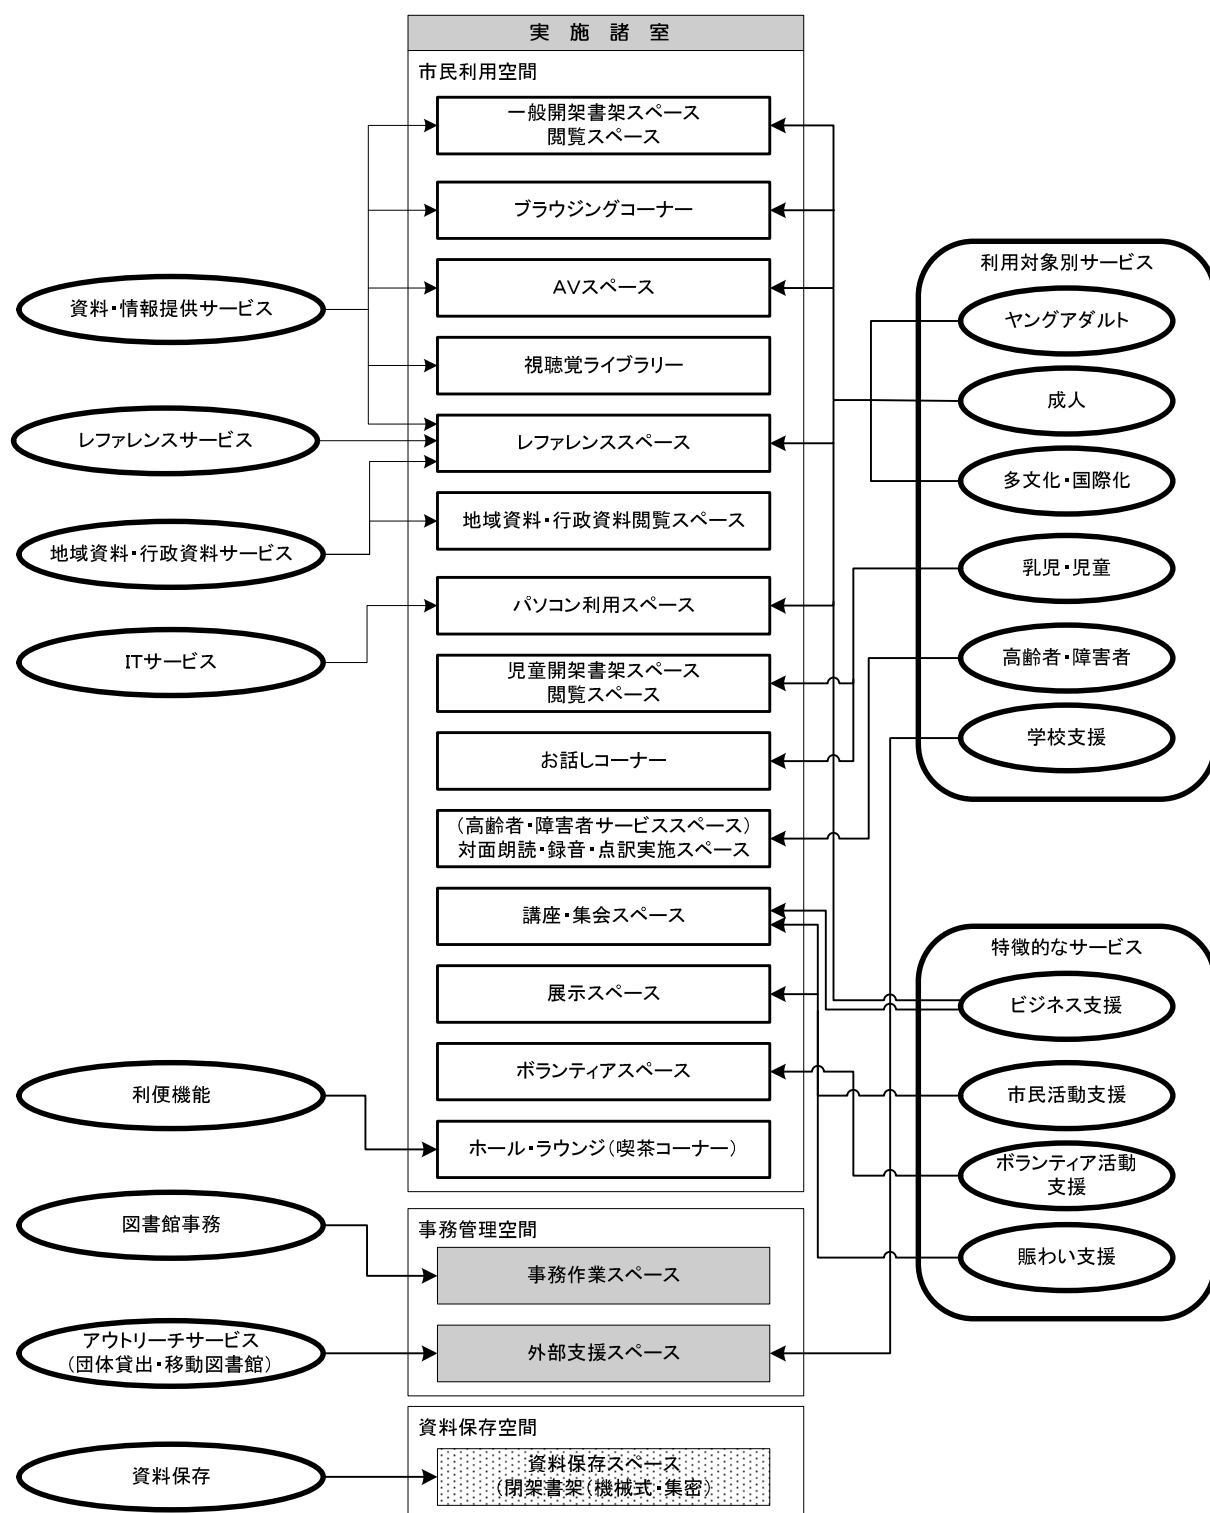 実施諸室
市民利用空間
一般開架書架スペース
閲覧スペース
ブラウジングコーナー
AVスペース
視聴覚ライブラリー
レファレンススペース
地域資料・行政資料閲覧スペース
パソコン利用スペース
児童開架書架スペース
閲覧スペース
お話しコーナー
（高齢者・障害者サービススペース）
対面朗読・録音・点訳実施スペース
講座・集会スペース
展示スペース
ボランティアスペース
ホール・ラウンジ（喫茶コーナー）
事務管理空間
事務作業スペース
外部支援スペース
資料保存空間
資料保存スペース
（閉架書架（機械式・集密）
資料・情報提供サービス
レファレンスサービス
地域資料・行政資料サービス
ITサービス
利便機能
図書館事務
アウトリーチサービス
（団体貸出・移動図書館）
資料保存
利用対象別サービス
ヤングアダルト
成人
多文化・国際化
乳児・児童
高齢者・障害者
学校支援
特徴的なサービス
ビジネス支援
市民活動支援
ボランティア活動
支援
賑わい支援